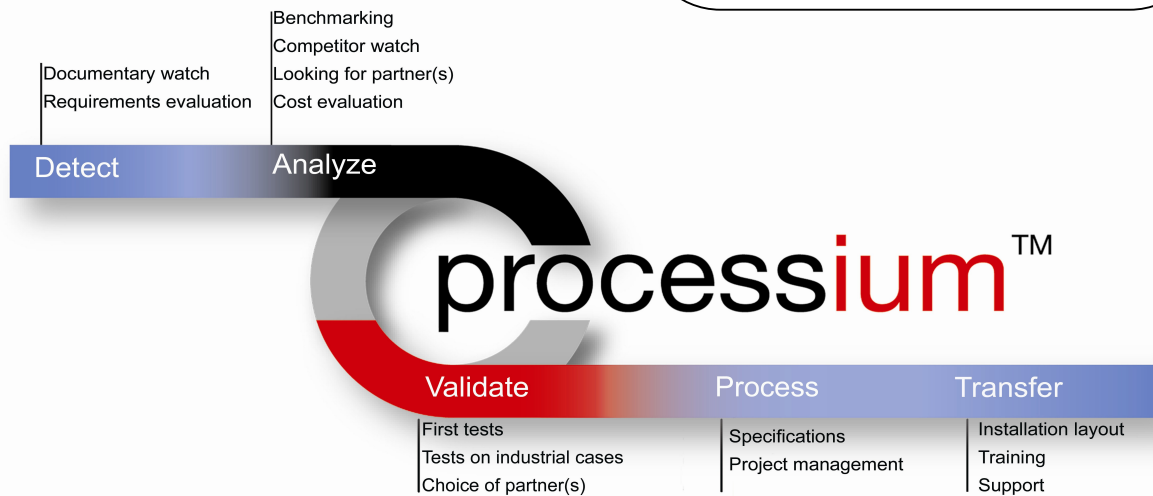 Benchmarking
Competitor watch
Looking for partner(s)
Cost evaluation
Documentary watch
Requirements evaluation
Detect
Analyze
processium™
Validate
Process
Transfer
First tests
Tests on industrial cases
Choice of partner(s)
Specifications
Project management
Installation layout
Training
Support